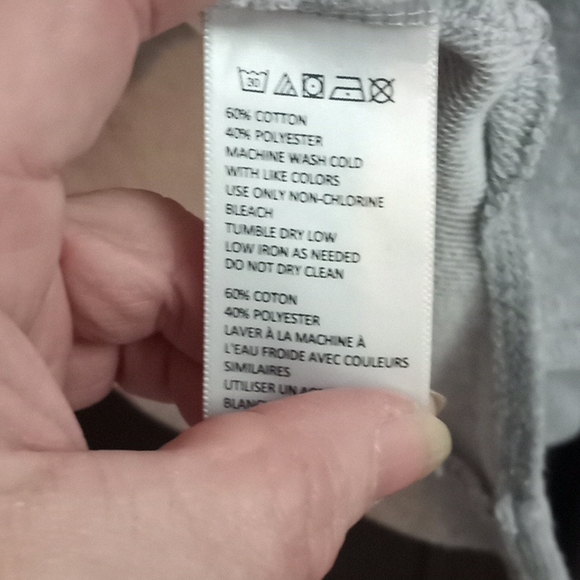 30
60% COTTON
40% POLYESTER
MACHINE WASH COLD
WITH LIKE COLORS
USE ONLY NON-CHLORINE
BLEACH
TUMBLE DRY LOW
LOW IRON AS NEEDED
DO NOT DRY CLEAN
60% COTON
40% POLYESTER
LAVER À LA MACHINE À
L'EAU FROIDE AVEC COULEURS
SIMILAIRES
UTILISER UN